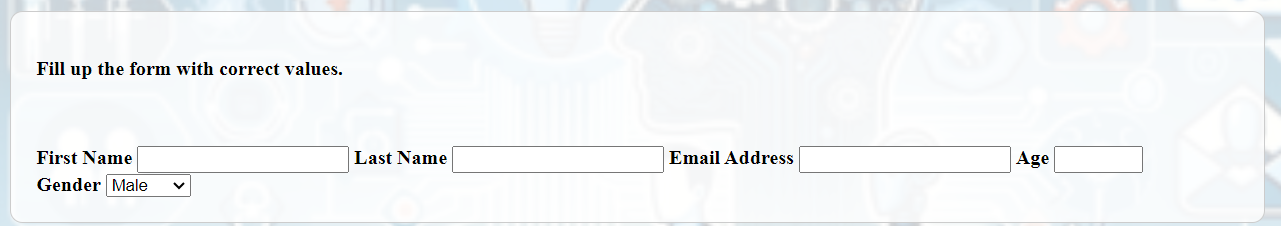 Fill up the form with correct values.
First Name Last Name Email Address Age
Gender Male